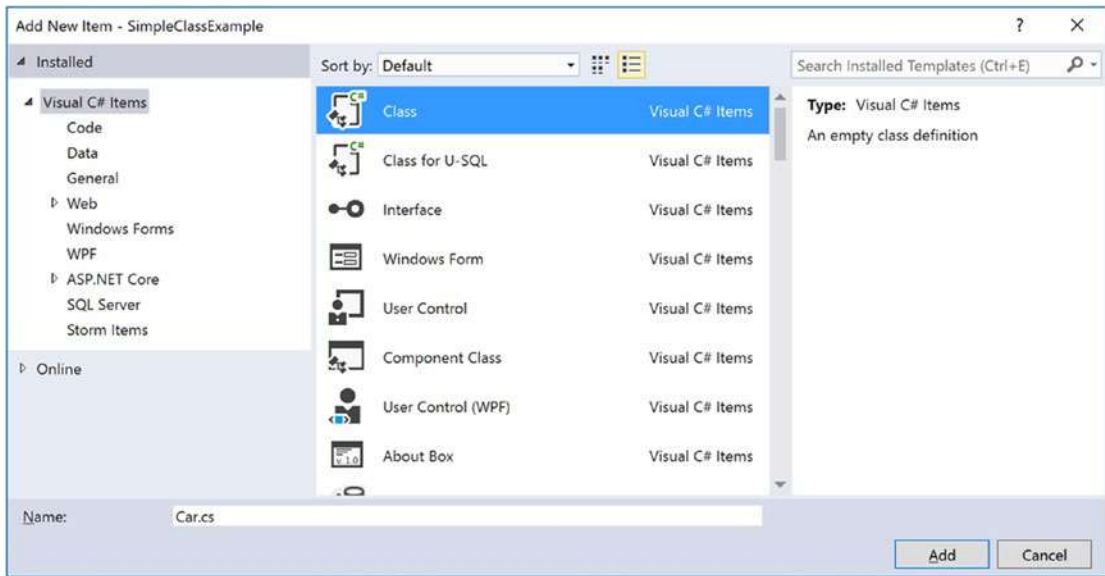 Add New Item - SimpleClassExample
? ×
Installed
Sort by: Default
Search Installed Templates (Ctrl+E)
Visual C# Items
Code
Data
General
Web
Windows Forms
WPF
ASP.NET Core
SQL Server
Storm Items
Online
Class Visual C# Items
Class for U-SQL Visual C# Items
Interface Visual C# Items
Windows Form Visual C# Items
User Control Visual C# Items
Component Class Visual C# Items
User Control (WPF) Visual C# Items
About Box Visual C# Items
Type: Visual C# Items
An empty class definition
Name: Car.cs
Add Cancel